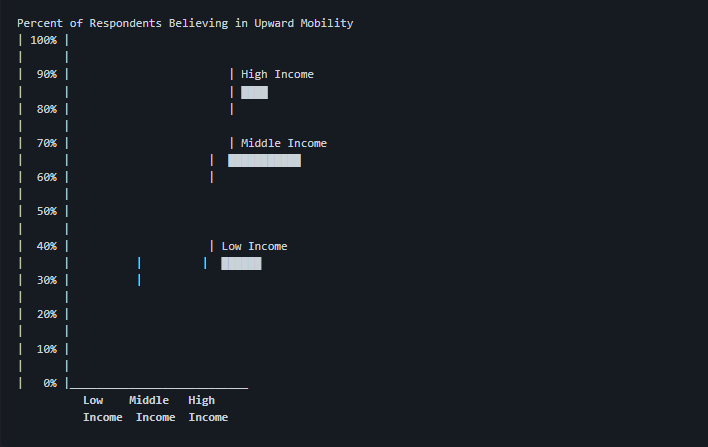 Percent of Respondents Believing in Upward Mobility
| 100% |
| |
| 90% | | High Income
| | | ████
| 80% | |
| |
| 70% | | Middle Income
| | | ███████████
| 60% | |
| |
| 50% |
| |
| 40% | | Low Income
| | | | ██████
| 30% | |
| |
| 20% |
| |
| 10% |
| |
| 0% |___________________________
Low Middle High
Income Income Income